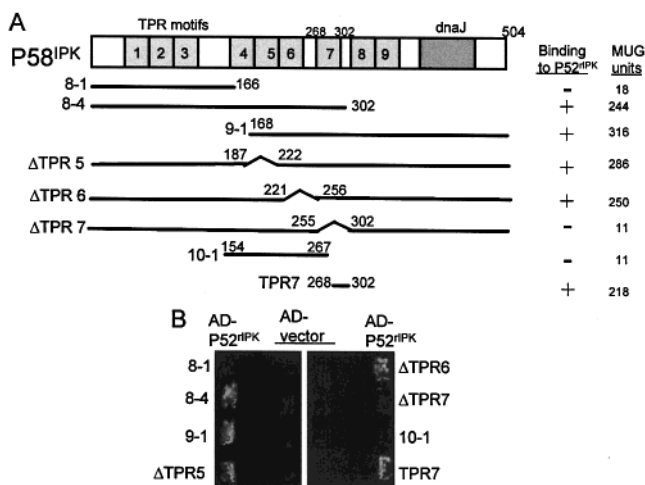 A
TPR motifs
268 302
dnaJ
504
P58IPK
1 2 3 4 5 6 7 8 9
Binding to P52rIPK
MUG units
8-1 166 - 18
8-4 302 + 244
9-1 168 + 316
ΔTPR 5 187 222 + 286
ΔTPR 6 221 256 + 250
ΔTPR 7 255 302 - 11
10-1 154 267 - 11
TPR7 268 302 + 218
B
AD-P52rIPK
AD-vector
AD-P52rIPK
8-1 ΔTPR6
8-4 ΔTPR7
9-1 10-1
ΔTPR5 TPR7